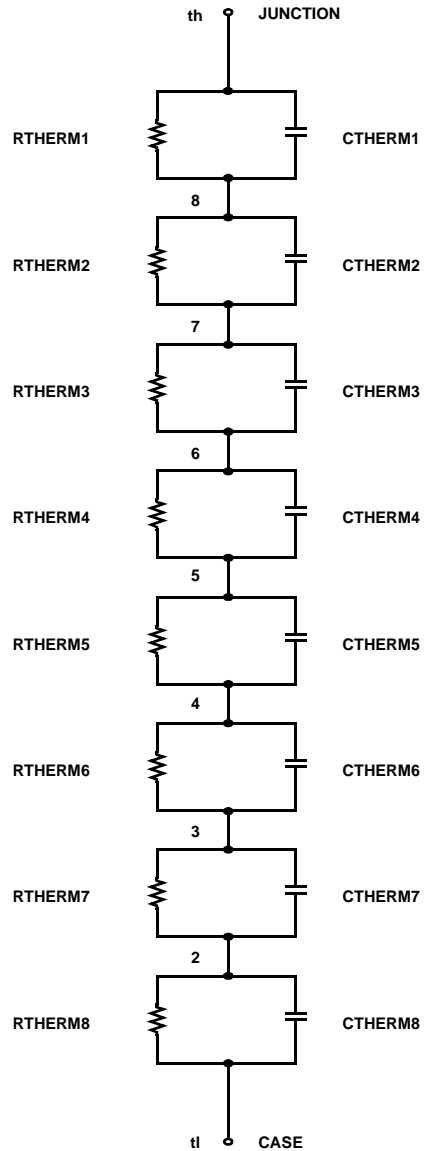 th JUNCTION
RTHERM1 CTHERM1
8
RTHERM2 CTHERM2
7
RTHERM3 CTHERM3
6
RTHERM4 CTHERM4
5
RTHERM5 CTHERM5
4
RTHERM6 CTHERM6
3
RTHERM7 CTHERM7
2
RTHERM8 CTHERM8
tl CASE